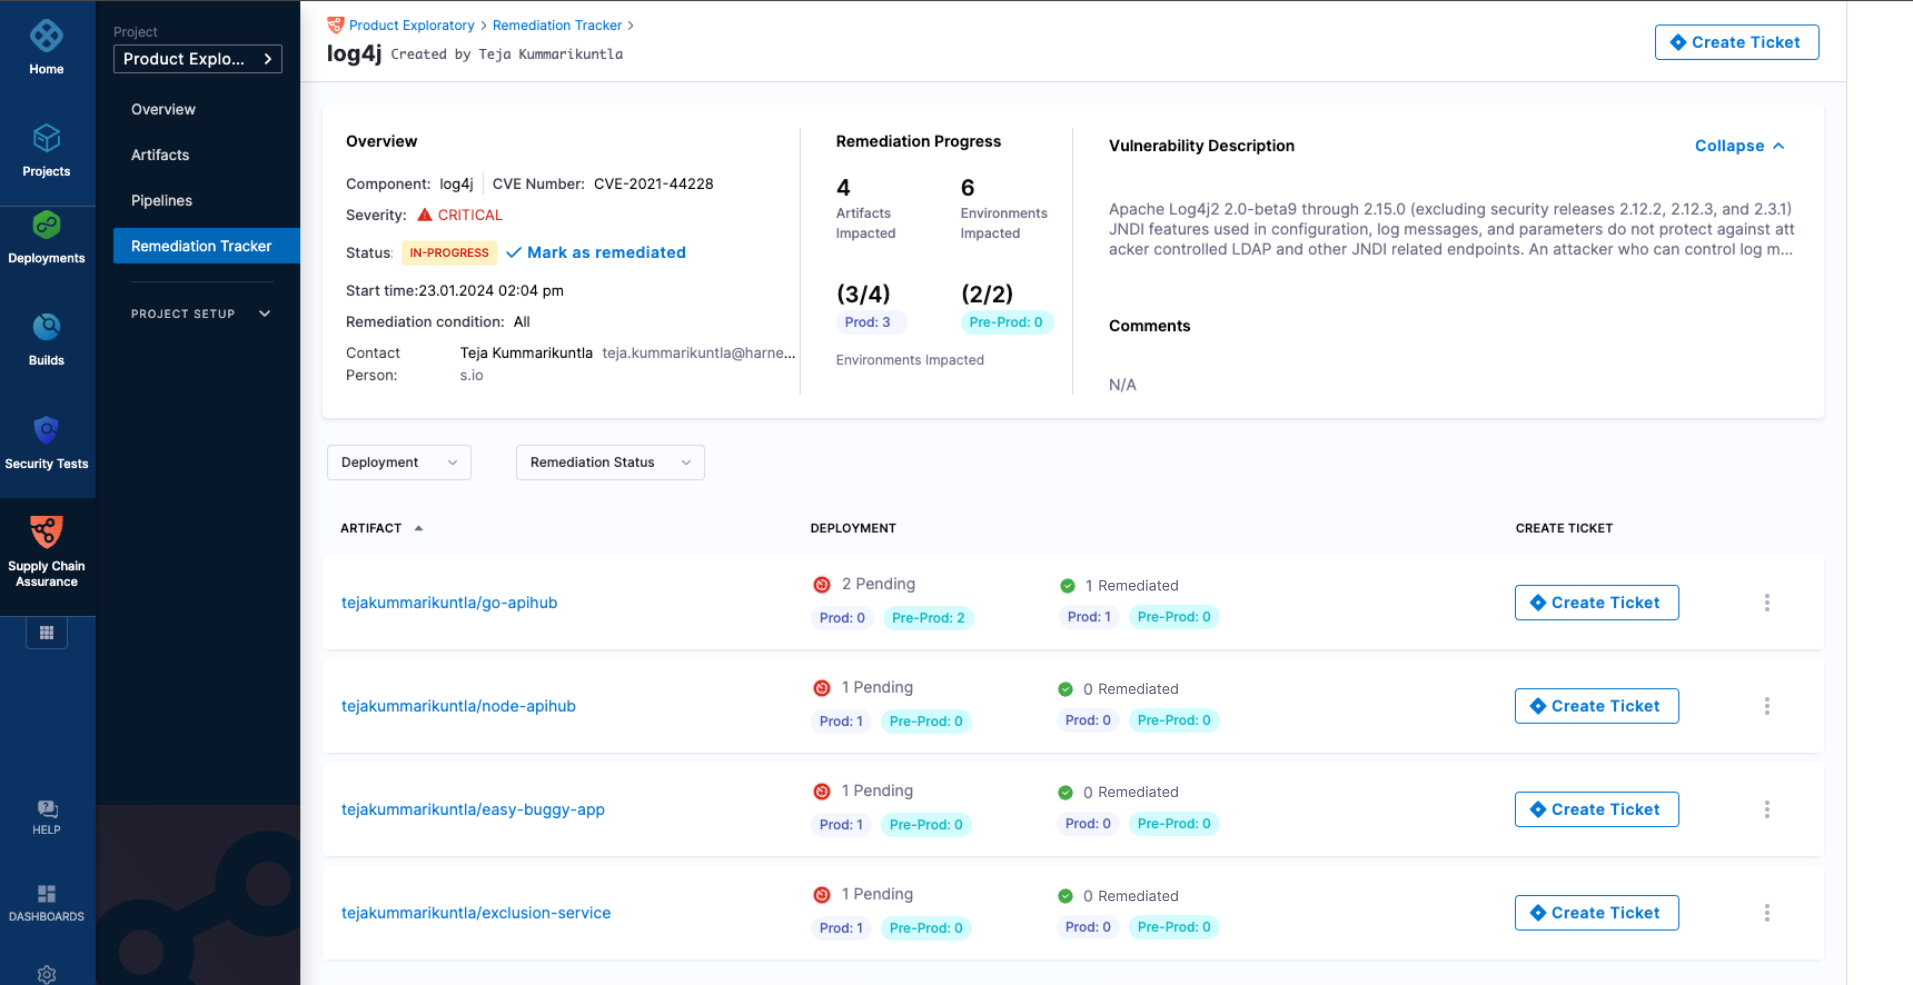 Home
Projects
Deployments
Builds
Security Tests
Supply Chain
Assurance
HELP
DASHBOARDS
Project
Product Explo...
Overview
Artifacts
Pipelines
Remediation Tracker
PROJECT SETUP
Product Exploratory > Remediation Tracker >
log4j Created by Teja Kummarikuntla
Create Ticket
Overview
Component: log4j CVE Number: CVE-2021-44228
Severity: CRITICAL
Status: IN-PROGRESS Mark as remediated
Start time:23.01.2024 02:04 pm
Remediation condition: All
Contact Teja Kummarikuntla teja.kummarikuntla@harne...
Person: s.io
Remediation Progress
4 6
Artifacts Environments
Impacted Impacted
(3/4) (2/2)
Prod: 3 Pre-Prod: 0
Environments Impacted
Vulnerability Description Collapse
Apache Log4j2 2.0-beta9 through 2.15.0 (excluding security releases 2.12.2, 2.12.3, and 2.3.1)
JNDI features used in configuration, log messages, and parameters do not protect against att
acker controlled LDAP and other JNDI related endpoints. An attacker who can control log m...
Comments
N/A
Deployment Remediation Status
ARTIFACT DEPLOYMENT CREATE TICKET
tejakummarikuntla/go-apihub
2 Pending 1 Remediated
Prod: 0 Pre-Prod: 2 Prod: 1 Pre-Prod: 0
Create Ticket
tejakummarikuntla/node-apihub
1 Pending 0 Remediated
Prod: 1 Pre-Prod: 0 Prod: 0 Pre-Prod: 0
Create Ticket
tejakummarikuntla/easy-buggy-app
1 Pending 0 Remediated
Prod: 1 Pre-Prod: 0 Prod: 0 Pre-Prod: 0
Create Ticket
tejakummarikuntla/exclusion-service
1 Pending 0 Remediated
Prod: 1 Pre-Prod: 0 Prod: 0 Pre-Prod: 0
Create Ticket